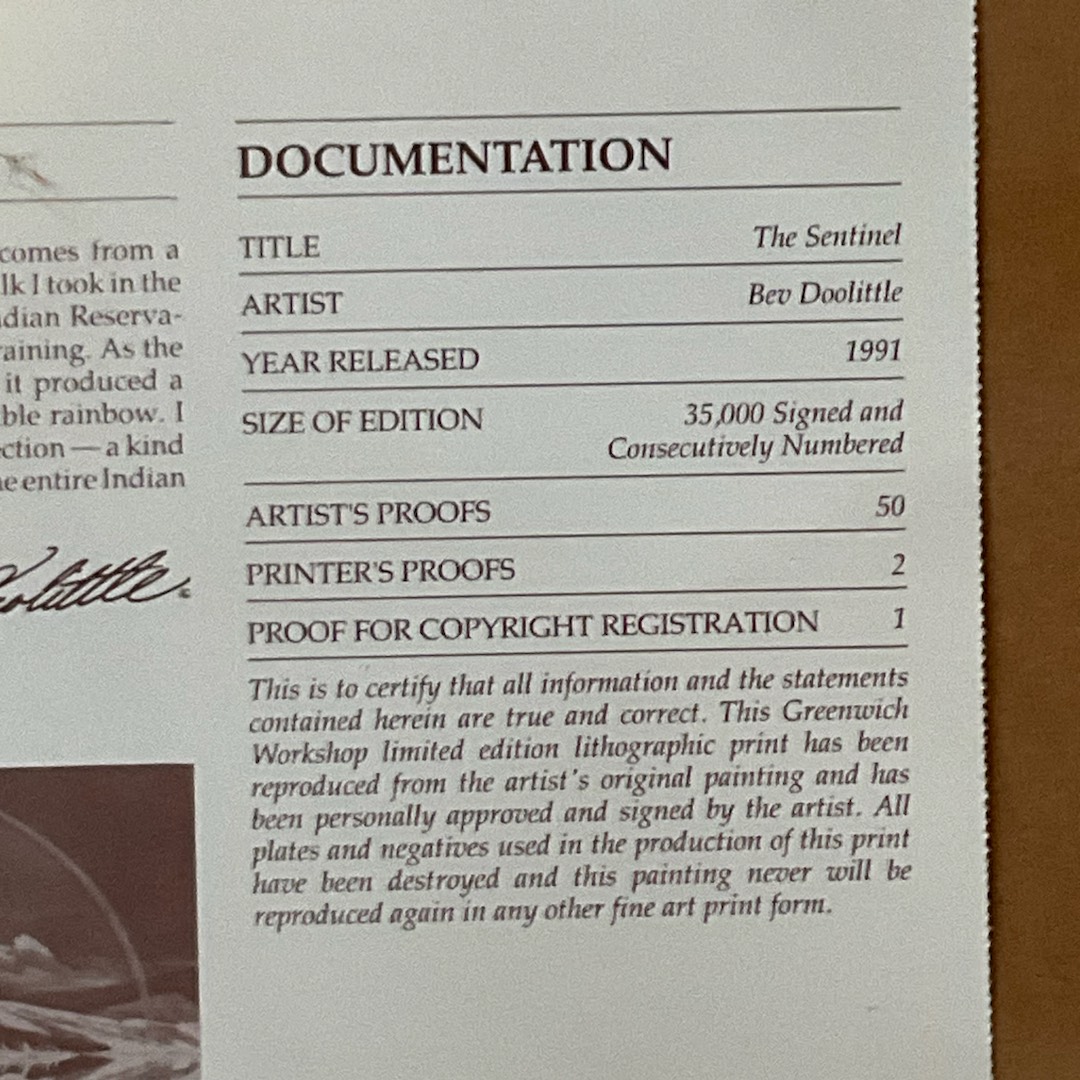 comes from a
I took in the
Indian Reserva-
raining. As the
it produced a
rainbow. I
— a kind
entire Indian
Doolittle
DOCUMENTATION
TITLE The Sentinel
ARTIST Bev Doolittle
YEAR RELEASED 1991
SIZE OF EDITION 35,000 Signed and
Consecutively Numbered
ARTIST'S PROOFS 50
PRINTER'S PROOFS 2
PROOF FOR COPYRIGHT REGISTRATION 1
This is to certify that all information and the statements
contained herein are true and correct. This Greenwich
Workshop limited edition lithographic print has been
reproduced from the artist's original painting and has
been personally approved and signed by the artist. All
plates and negatives used in the production of this print
have been destroyed and this painting never will be
reproduced again in any other fine art print form.